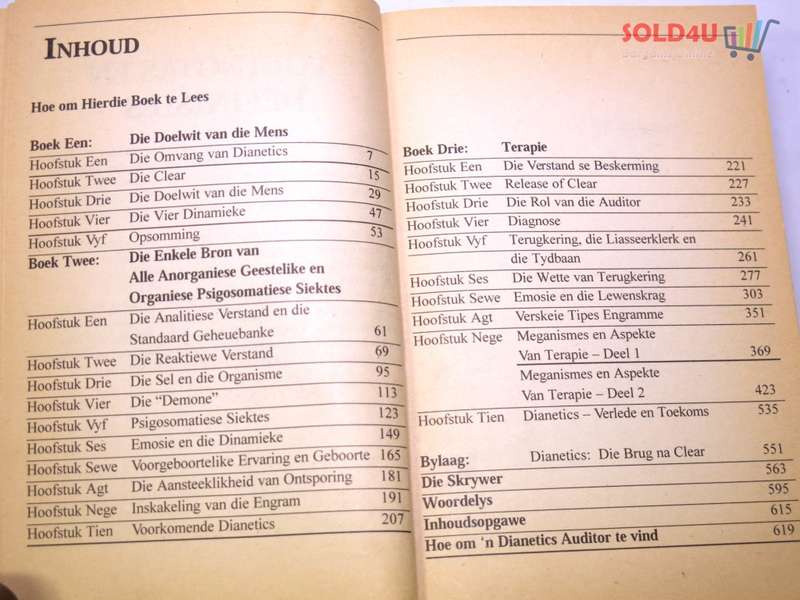 INHOUD
Hoe om Hierdie Boek te Lees
Boek Een: Die Doelwit van die Mens
Hoofstuk Een Die Omvang van Dianetics 7
Hoofstuk Twee Die Clear 15
Hoofstuk Drie Die Doelwit van die Mens 29
Hoofstuk Vier Die Vier Dinamieke 47
Hoofstuk Vyf Opsomming 53
Boek Twee: Die Enkele Bron van
Alle Anorganiese Geestelike en
Organiese Psigosomatiese Siektes
Hoofstuk Een Die Analitiese Verstand en die
Standaard Geheuebanke 61
Hoofstuk Twee Die Reaktiewe Verstand 69
Hoofstuk Drie Die Sel en die Organisme 95
Hoofstuk Vier Die “Demone” 113
Hoofstuk Vyf Psigosomatiese Siektes 123
Hoofstuk Ses Emosie en die Dinamieke 149
Hoofstuk Sewe Voorgeboortelike Ervaring en Geboorte 165
Hoofstuk Agt Die Aansteeklikheid van Ontsporing 181
Hoofstuk Nege Inskakeling van die Engram 191
Hoofstuk Tien Voorkomende Dianetics 207
SOLD4U
Bargains Online
Boek Drie: Terapie
Hoofstuk Een Die Verstand se Beskerming 221
Hoofstuk Twee Release of Clear 227
Hoofstuk Drie Die Rol van die Auditor 233
Hoofstuk Vier Diagnose 241
Hoofstuk Vyf Terugkering, die Liasseerklerk en
die Tydbaan 261
Hoofstuk Ses Die Wette van Terugkering 277
Hoofstuk Sewe Emosie en die Lewenskrag 303
Hoofstuk Agt Verskeie Tipes Engramme 351
Hoofstuk Nege Meganismes en Aspekte
Van Terapie – Deel 1 369
Meganismes en Aspekte
Van Terapie – Deel 2 423
Hoofstuk Tien Dianetics – Verlede en Toekoms 535
Bylaag: Dianetics: Die Brug na Clear 551
Die Skrywer 563
Woordelys 595
Inhoudsopgawe 615
Hoe om ‘n Dianetics Auditor te vind 619